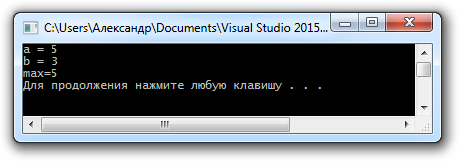 C:\Users\Александр\Documents\Visual Studio 2015...
a = 5
b = 3
max=5
Для продолжения нажмите любую клавишу . . .